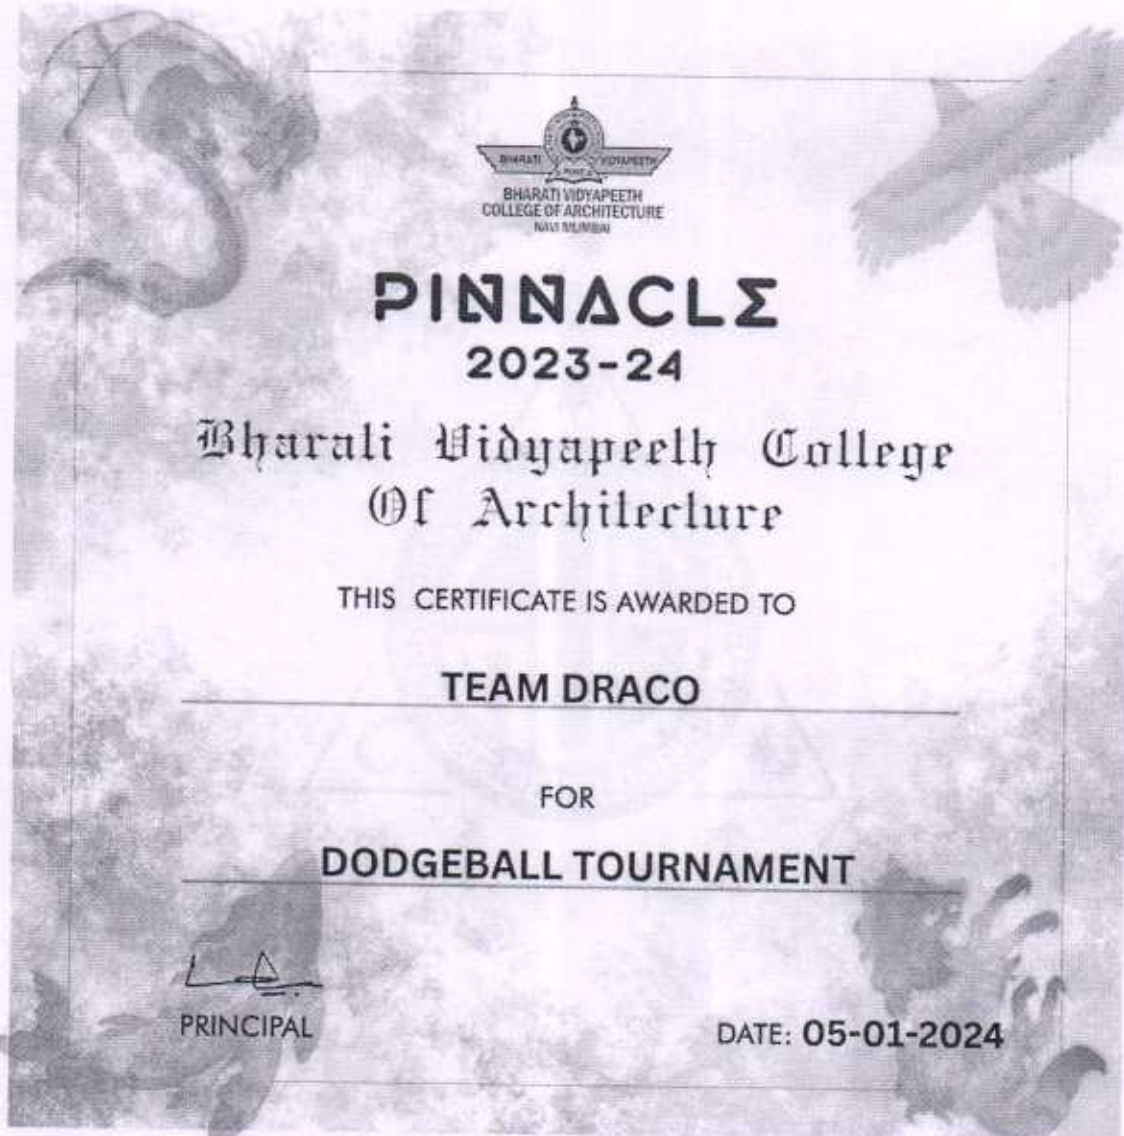 BHARATI VIDYAPEETH
PUNE
BHARATI VIDYAPEETH
COLLEGE OF ARCHITECTURE
NAVI MUMBAI
PINNACLE
2023-24
Bharati Vidyapeeth College
Of Architecture
THIS CERTIFICATE IS AWARDED TO
TEAM DRACO
FOR
DODGEBALL TOURNAMENT
PRINCIPAL
DATE: 05-01-2024